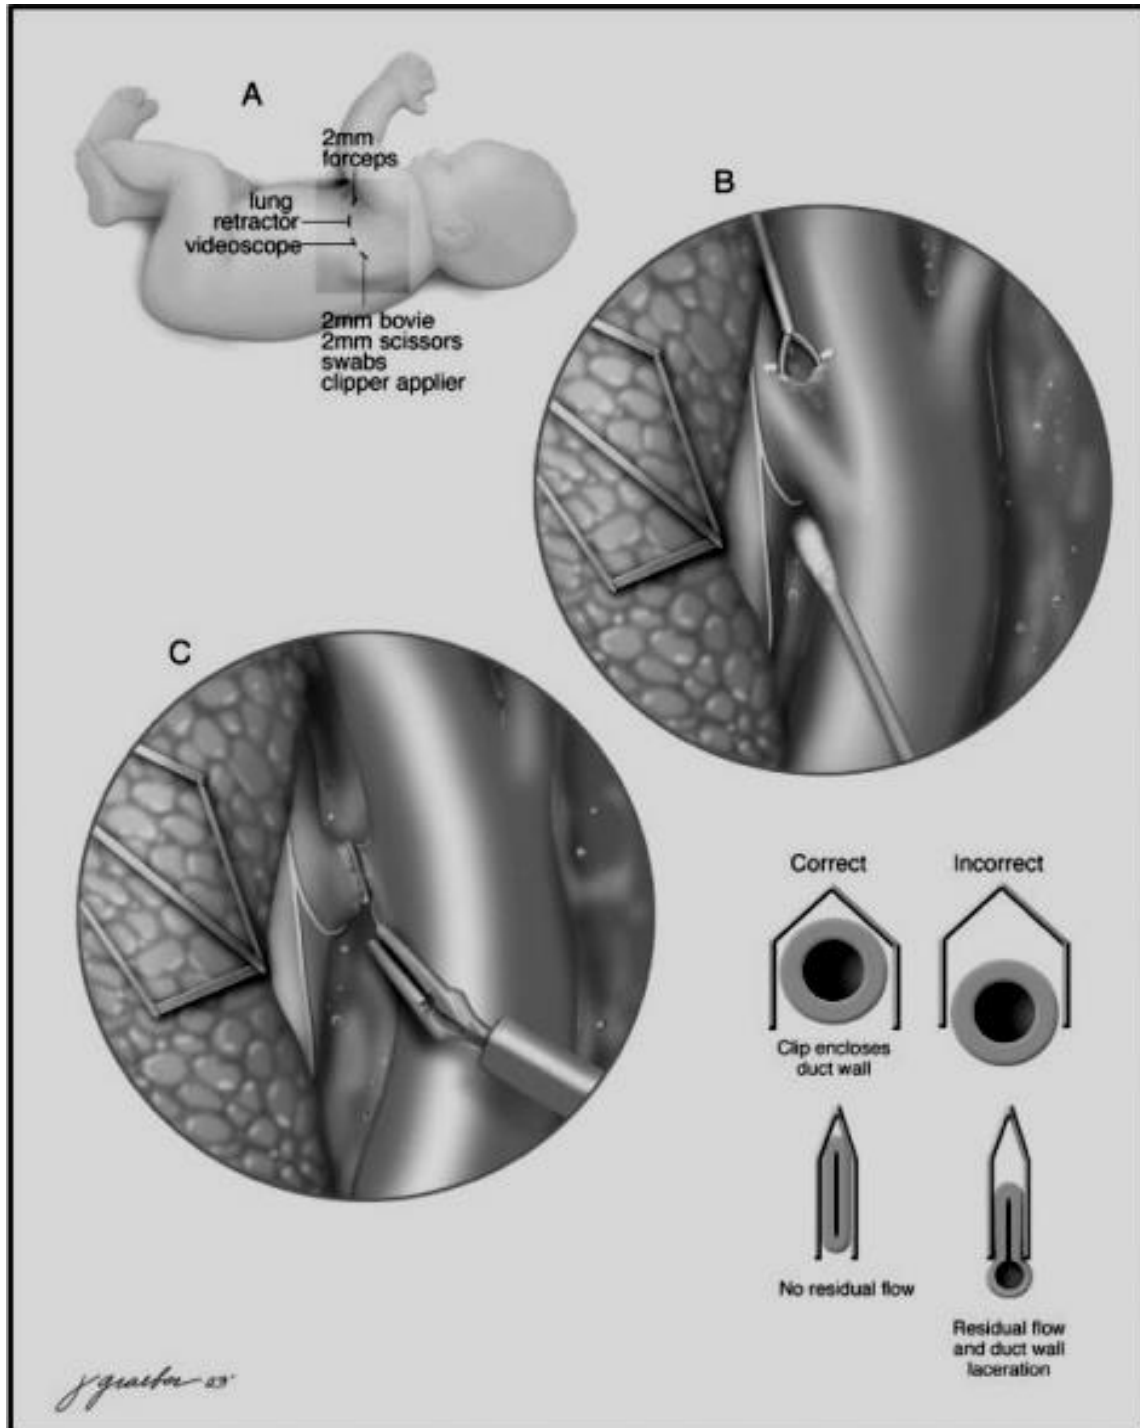 A
2mm
forceps
lung
retractor
videoscope
2mm bovie
2mm scissors
swabs
clipper applier
B
C
Correct
Incorrect
Clip encloses
duct wall
No residual flow
Residual flow
and duct wall
laceration